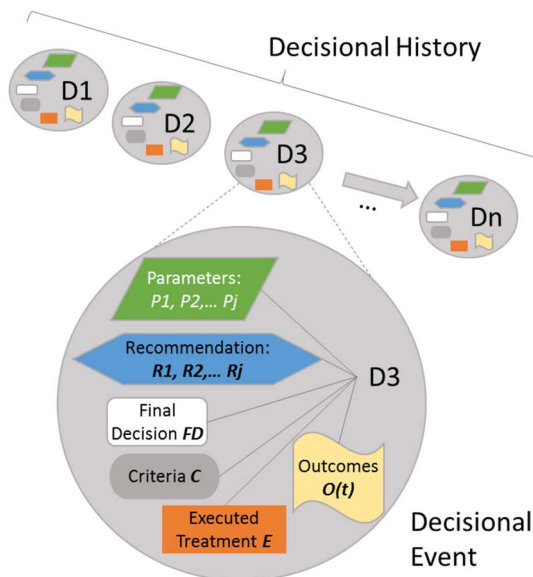 Decisional History
D1
D2
D3
...
Dn
Parameters:
P1, P2,... Pj
Recommendation:
R1, R2,... Rj
D3
Final
Decision FD
Criteria C
Outcomes
O(t)
Executed
Treatment E
Decisional
Event